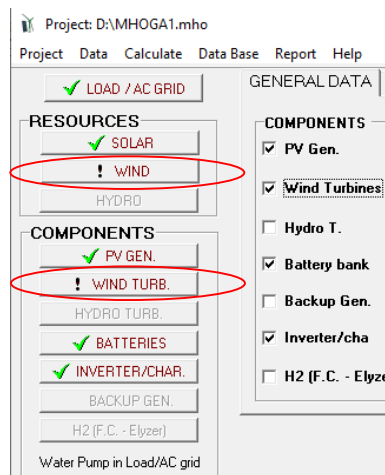 Project: D:\MHOGA1.mho
Project Data Calculate Data Base Report Help
LOAD / AC GRID
RESOURCES
SOLAR
! WIND
HYDRO
COMPONENTS
PV GEN.
! WIND TURB.
HYDRO TURB.
BATTERIES
INVERTER/CHAR.
BACKUP GEN.
H2 (F.C. - Elyzer)
Water Pump in Load/AC grid
GENERAL DATA
COMPONENTS
PV Gen.
Wind Turbines
Hydro T.
Battery bank
Backup Gen.
Inverter/cha
H2 (F.C. - Elyze